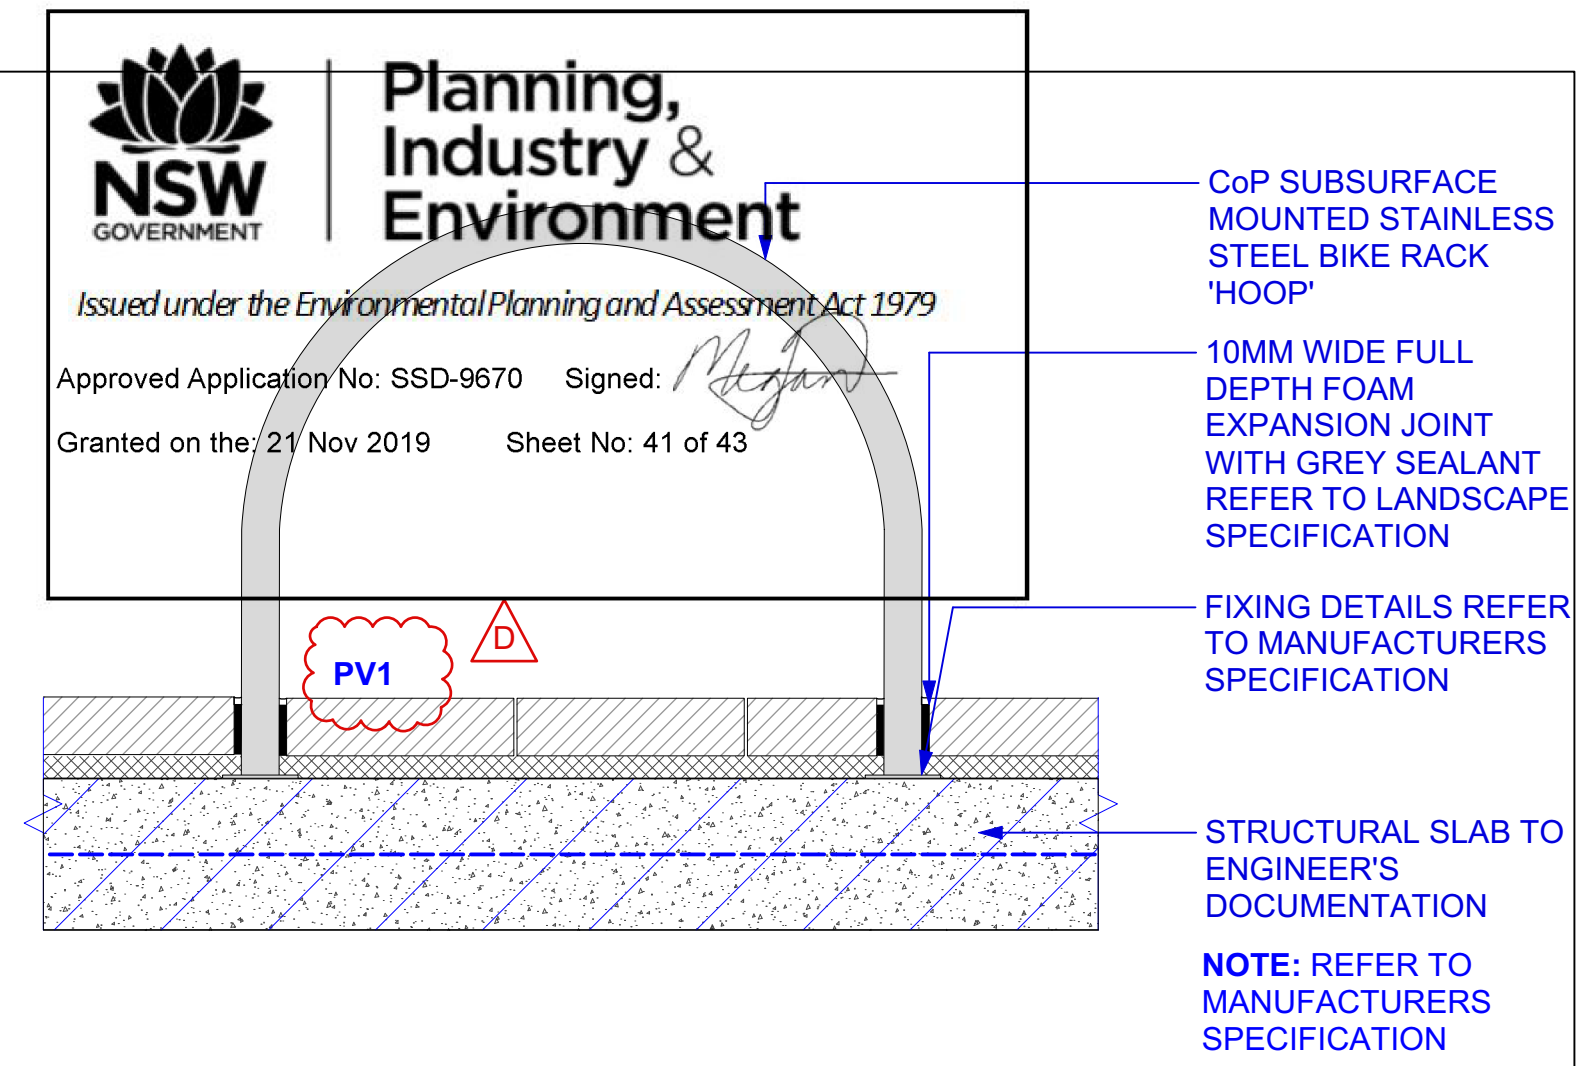 NSW
GOVERNMENT
Planning,
Industry &
Environment
Issued under the Environmental Planning and Assessment Act 1979
Approved Application No: SSD-9670 Signed:
Granted on the: 21 Nov 2019 Sheet No: 41 of 43
CoP SUBSURFACE
MOUNTED STAINLESS
STEEL BIKE RACK
'HOOP'
10MM WIDE FULL
DEPTH FOAM
EXPANSION JOINT
WITH GREY SEALANT
REFER TO LANDSCAPE
SPECIFICATION
FIXING DETAILS REFER
TO MANUFACTURERS
SPECIFICATION
D
PV1
STRUCTURAL SLAB TO
ENGINEER'S
DOCUMENTATION
NOTE: REFER TO
MANUFACTURERS
SPECIFICATION